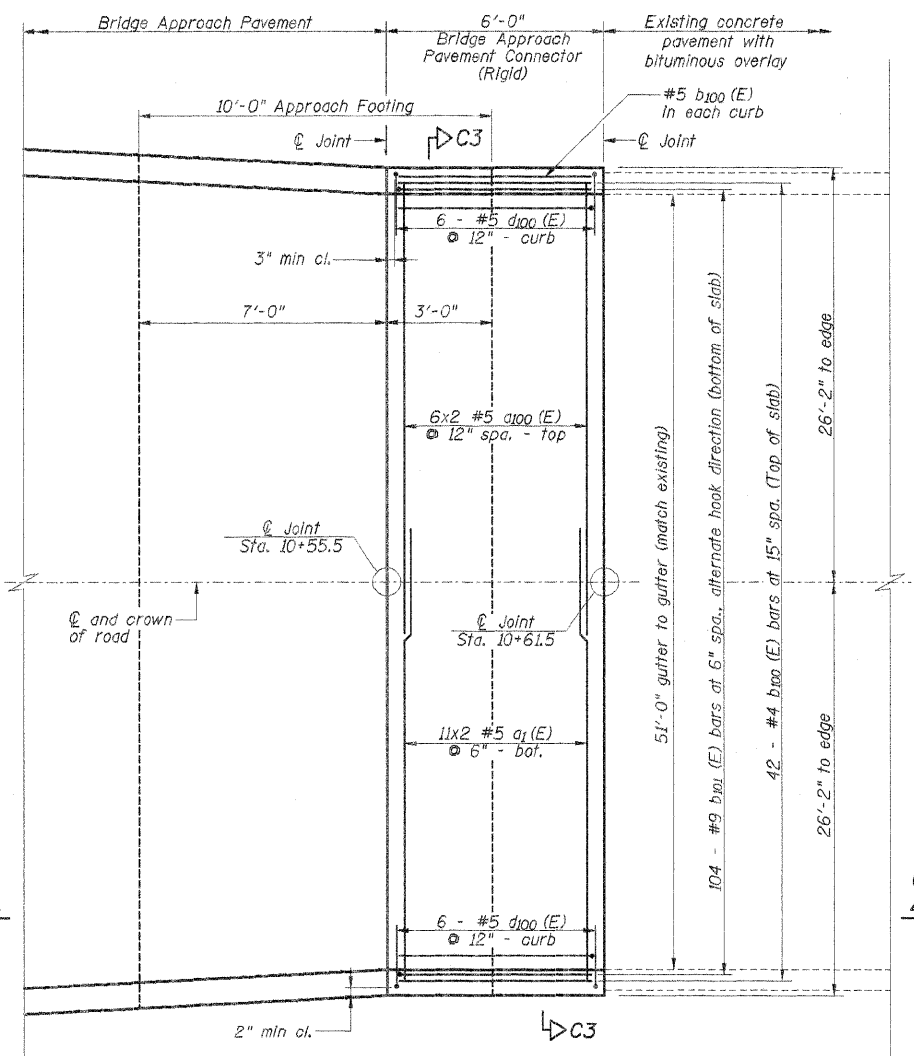 Bridge Approach Pavement
6'-0"
Bridge Approach
Pavement Connector
(Rigid)
Existing concrete
pavement with
bituminous overlay
10'-0" Approach Footing
#5 b100 (E)
in each curb
℄ Joint
C3
℄ Joint
6 - #5 d100 (E)
@ 12" - curb
3" min cl.
7'-0"
3'-0"
6x2 #5 a100 (E)
@ 12" spa. - top
℄ Joint
Sta. 10+55.5
℄ and crown
of road
℄ Joint
Sta. 10+61.5
11x2 #5 a1(E)
@ 6" - bot.
51'-0" gutter to gutter (match existing)
104 - #9 b101 (E) bars at 6" spa., alternate hook direction (bottom of slab)
42 - #4 b100 (E) bars at 15" spa. (Top of slab)
26'-2" to edge
26'-2" to edge
6 - #5 d100 (E)
@ 12" - curb
2" min cl.
C3